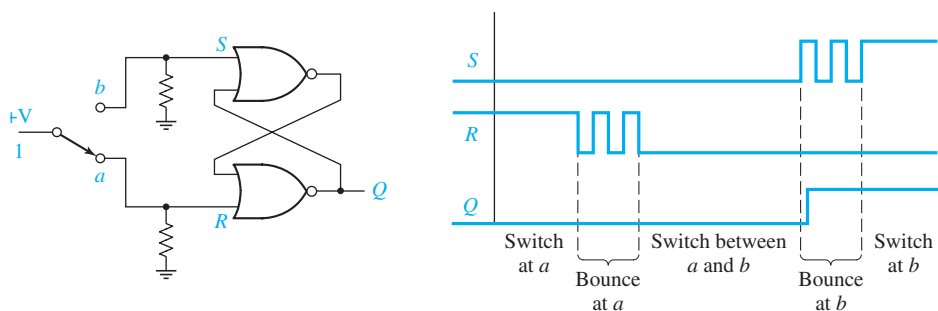 S
b
+V
1
a
R
Q
S
R
Q
Switch at a
Bounce at a
Switch between a and b
Bounce at b
Switch at b